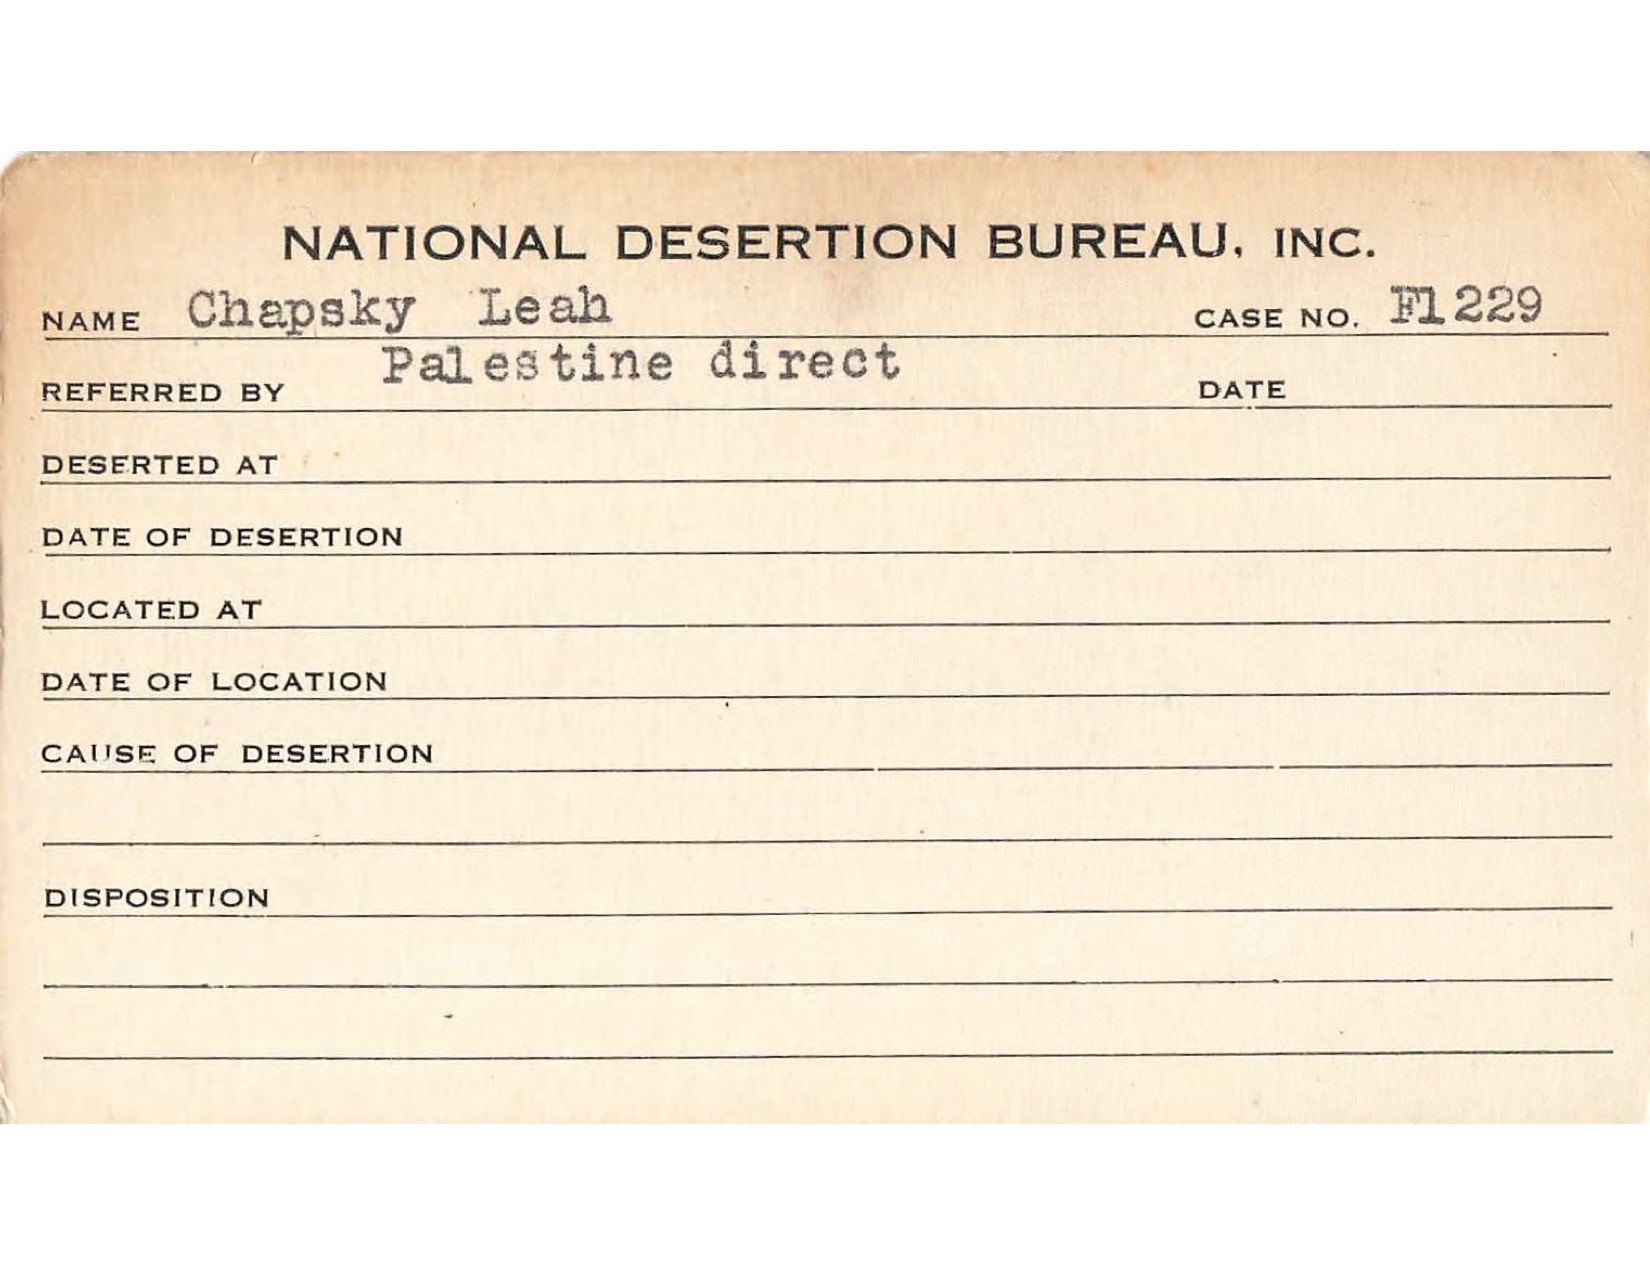 NATIONAL DESERTION BUREAU, INC.
NAME Chapsky Leah CASE NO. F1229
REFERRED BY Palestine direct DATE
DESERTED AT
DATE OF DESERTION
LOCATED AT
DATE OF LOCATION
CAUSE OF DESERTION
DISPOSITION